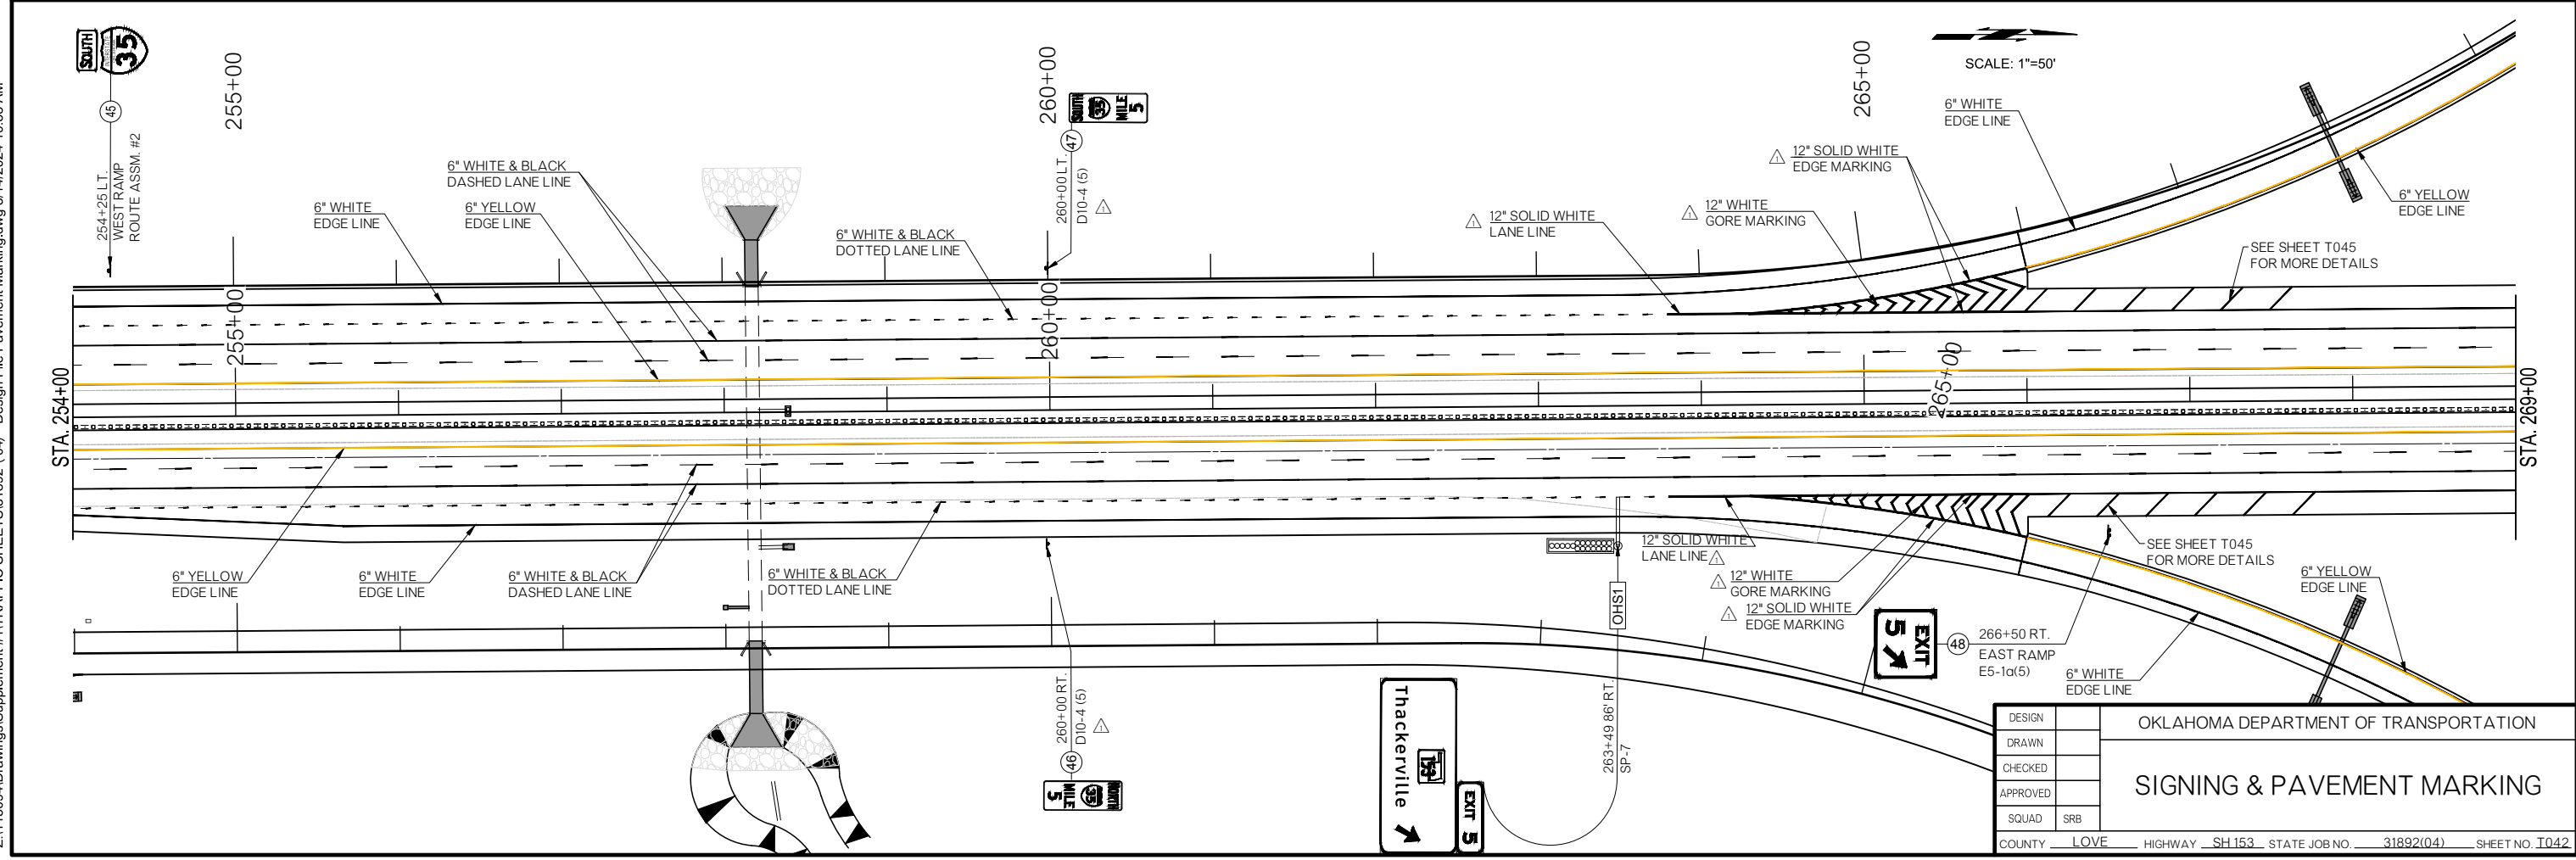 SOUTH
35
45
254+25 LT.
WEST RAMP
ROUTE ASSM. #2
255+00
260+00
265+00
SCALE: 1"=50'
SOUTH
35
MILE
5
47
260+00 LT.
D10-4 (5)
1
6" WHITE
EDGE LINE
6" WHITE & BLACK
DASHED LANE LINE
6" YELLOW
EDGE LINE
6" WHITE & BLACK
DOTTED LANE LINE
1
12" SOLID WHITE
LANE LINE
1
12" WHITE
GORE MARKING
1
12" SOLID WHITE
EDGE MARKING
6" WHITE
EDGE LINE
6" YELLOW
EDGE LINE
SEE SHEET T045
FOR MORE DETAILS
255+00
260+00
265+00
STA. 254+00
STA. 269+00
6" YELLOW
EDGE LINE
6" WHITE
EDGE LINE
6" WHITE & BLACK
DASHED LANE LINE
6" WHITE & BLACK
DOTTED LANE LINE
12" SOLID WHITE
LANE LINE
1
1
12" WHITE
GORE MARKING
1
12" SOLID WHITE
EDGE MARKING
SEE SHEET T045
FOR MORE DETAILS
6" YELLOW
EDGE LINE
6" WHITE
EDGE LINE
260+00 RT.
D10-4 (5)
1
46
NORTH
35
MILE
5
OHS1
263+49.86' RT.
SP-7
Thackerville
153
EXIT 5
EXIT
5
48
266+50 RT.
EAST RAMP
E5-1a(5)
DESIGN
DRAWN
CHECKED
APPROVED
SQUAD SRB
OKLAHOMA DEPARTMENT OF TRANSPORTATION
SIGNING & PAVEMENT MARKING
COUNTY LOVE HIGHWAY SH 153 STATE JOB NO. 31892(04) SHEET NO. T042